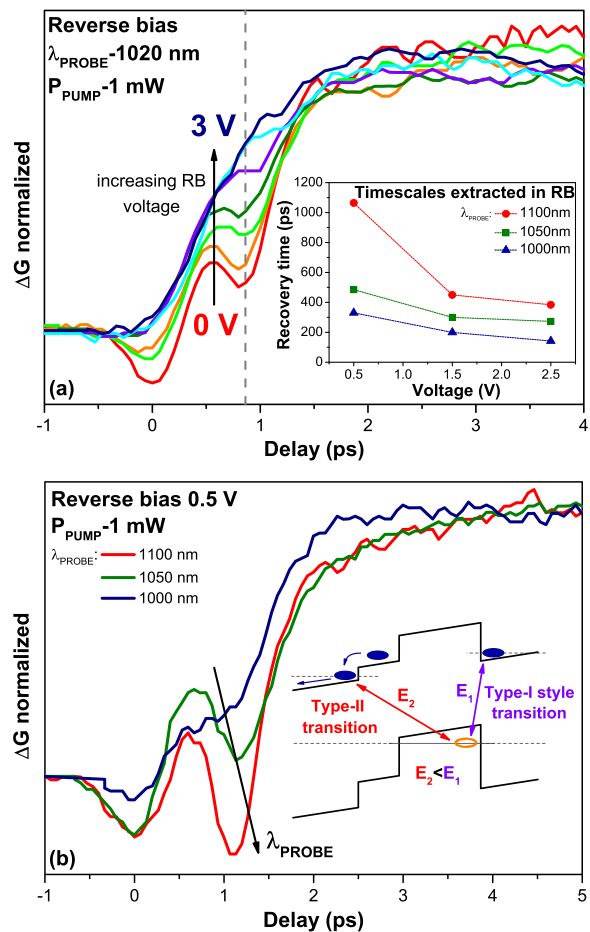 Reverse bias
λPROBE-1020 nm
PPUMP-1 mW
3 V
increasing RB
voltage
0 V
Timescales extracted in RB
λPROBE:
1100nm
1050nm
1000nm
Recovery time (ps)
1200
1000
800
600
400
200
0
0.5 1.0 1.5 2.0 2.5
Voltage (V)
ΔG normalized
(a)
-1 0 1 2 3 4
Delay (ps)
Reverse bias 0.5 V
PPUMP-1 mW
λPROBE:
1100 nm
1050 nm
1000 nm
ΔG normalized
Type-II
transition
E2
E1
Type-I style
transition
E2<E1
λPROBE
(b)
-1 0 1 2 3 4 5
Delay (ps)